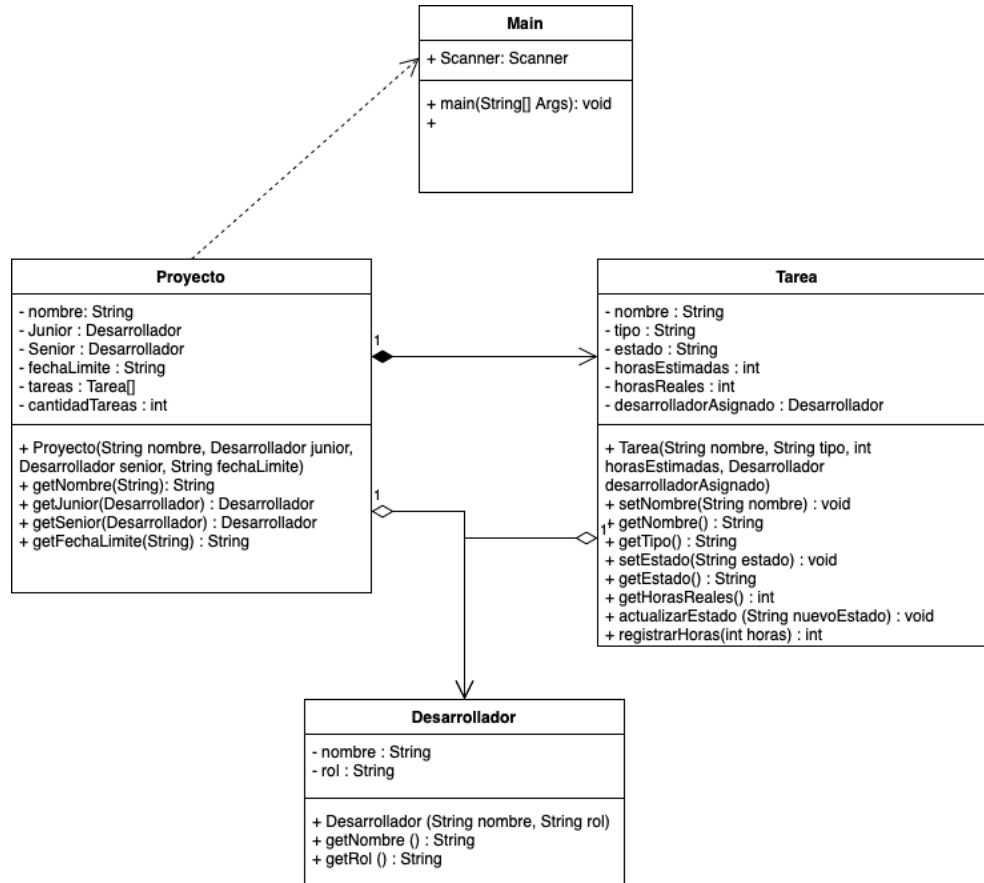 Main
+ Scanner: Scanner
+ main(String[] Args): void
+
Proyecto
- nombre: String
- Junior : Desarrollador
- Senior : Desarrollador
- fechaLimite : String
- tareas : Tarea[]
- cantidadTareas : int
+ Proyecto(String nombre, Desarrollador junior,
Desarrollador senior, String fechaLimite)
+ getNombre(String): String
+ getJunior(Desarrollador) : Desarrollador
+ getSenior(Desarrollador) : Desarrollador
+ getFechaLimite(String) : String
1
1
Tarea
- nombre : String
- tipo : String
- estado : String
- horasEstimadas : int
- horasReales : int
- desarrolladorAsignado : Desarrollador
+ Tarea(String nombre, String tipo, int
horasEstimadas, Desarrollador
desarrolladorAsignado)
+ setNombre(String nombre) : void
+ getNombre() : String
+ getTipo() : String
+ setEstado(String estado) : void
+ getEstado() : String
+ getHorasReales() : int
+ actualizarEstado (String nuevoEstado) : void
+ registrarHoras(int horas) : int
1
Desarrollador
- nombre : String
- rol : String
+ Desarrollador (String nombre, String rol)
+ getNombre () : String
+ getRol () : String